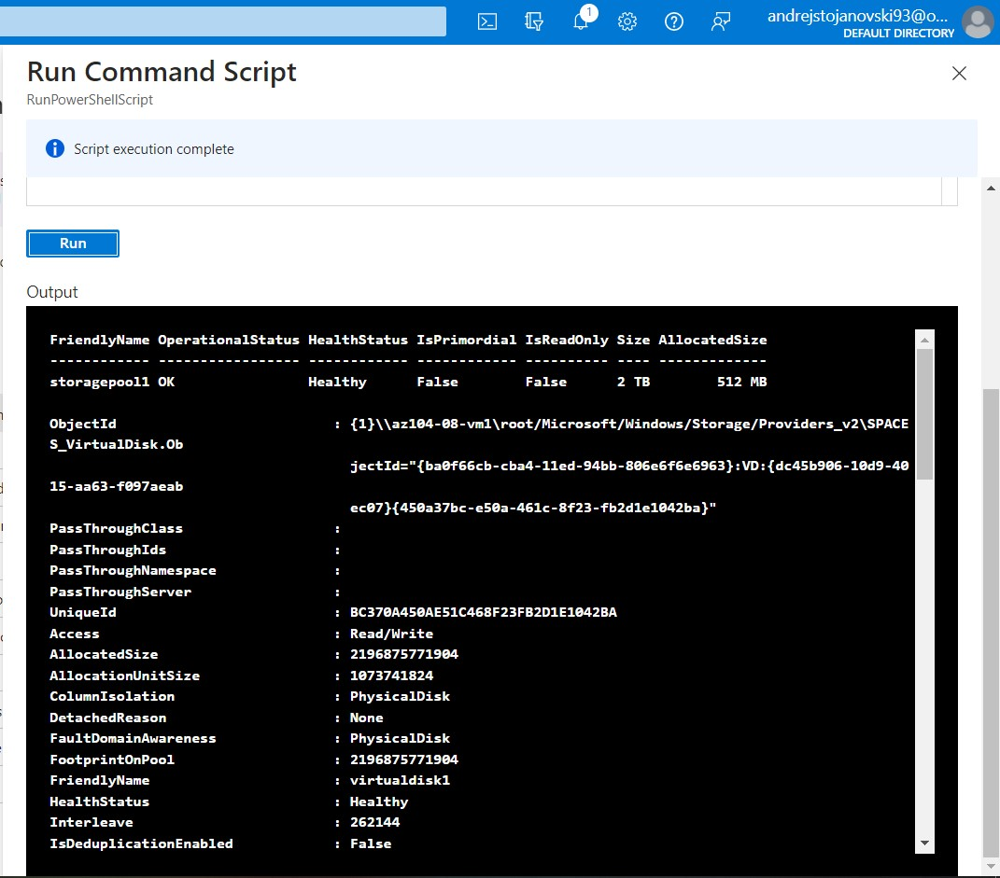 1
andrejstojanovski93@o...
DEFAULT DIRECTORY
Run Command Script
RunPowerShellScript
Script execution complete
Run
Output
FriendlyName OperationalStatus HealthStatus IsPrimordial IsReadOnly Size AllocatedSize
------------ ----------------- ------------ ------------ ---------- ---- -------------
storagepool1 OK Healthy False False 2 TB 512 MB
ObjectId : {1}\\az104-08-vm1\root/Microsoft/Windows/Storage/Providers_v2\SPACE
S_VirtualDisk.Ob
jectId="{ba0f66cb-cba4-11ed-94bb-806e6f6e6963}:VD:{dc45b906-10d9-40
15-aa63-f097aeab
ec07}{450a37bc-e50a-461c-8f23-fb2d1e1042ba}"
PassThroughClass :
PassThroughIds :
PassThroughNamespace :
PassThroughServer :
UniqueId : BC370A450AE51C468F23FB2D1E1042BA
Access : Read/Write
AllocatedSize : 2196875771904
AllocationUnitSize : 1073741824
ColumnIsolation : PhysicalDisk
DetachedReason : None
FaultDomainAwareness : PhysicalDisk
FootprintOnPool : 2196875771904
FriendlyName : virtualdisk1
HealthStatus : Healthy
Interleave : 262144
IsDeduplicationEnabled : False